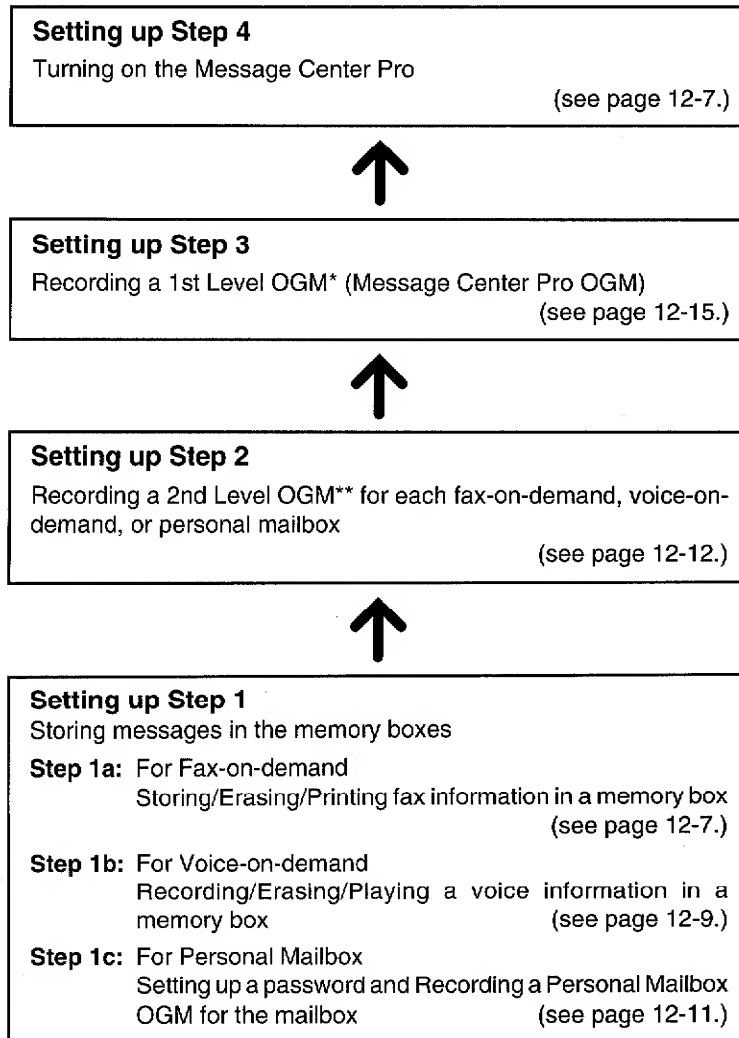 Setting up Step 4
Turning on the Message Center Pro
(see page 12-7.)
Setting up Step 3
Recording a 1st Level OGM* (Message Center Pro OGM)
(see page 12-15.)
Setting up Step 2
Recording a 2nd Level OGM** for each fax-on-demand, voice-on-
demand, or personal mailbox
(see page 12-12.)
Setting up Step 1
Storing messages in the memory boxes
Step 1a: For Fax-on-demand
Storing/Erasing/Printing fax information in a memory box
(see page 12-7.)
Step 1b: For Voice-on-demand
Recording/Erasing/Playing a voice information in a
memory box (see page 12-9.)
Step 1c: For Personal Mailbox
Setting up a password and Recording a Personal Mailbox
OGM for the mailbox (see page 12-11.)